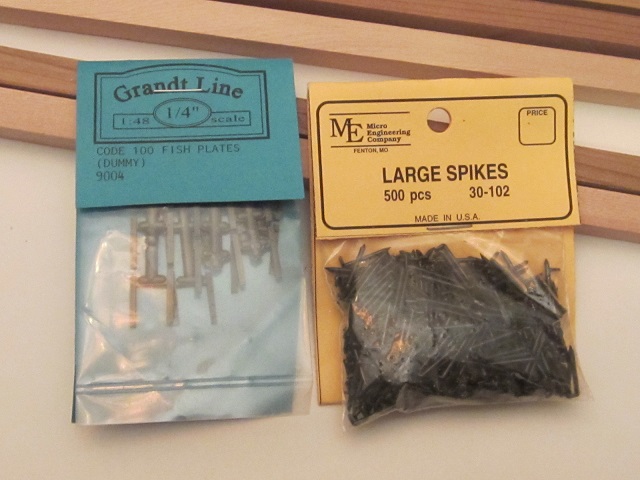 Grandt Line
1/4"
1:48 scale
CODE 100 FISH PLATES
(DUMMY)
9004
ME Micro
Engineering
Company
FENTON, MO
PRICE
LARGE SPIKES
500 pcs 30-102
MADE IN U.S.A.